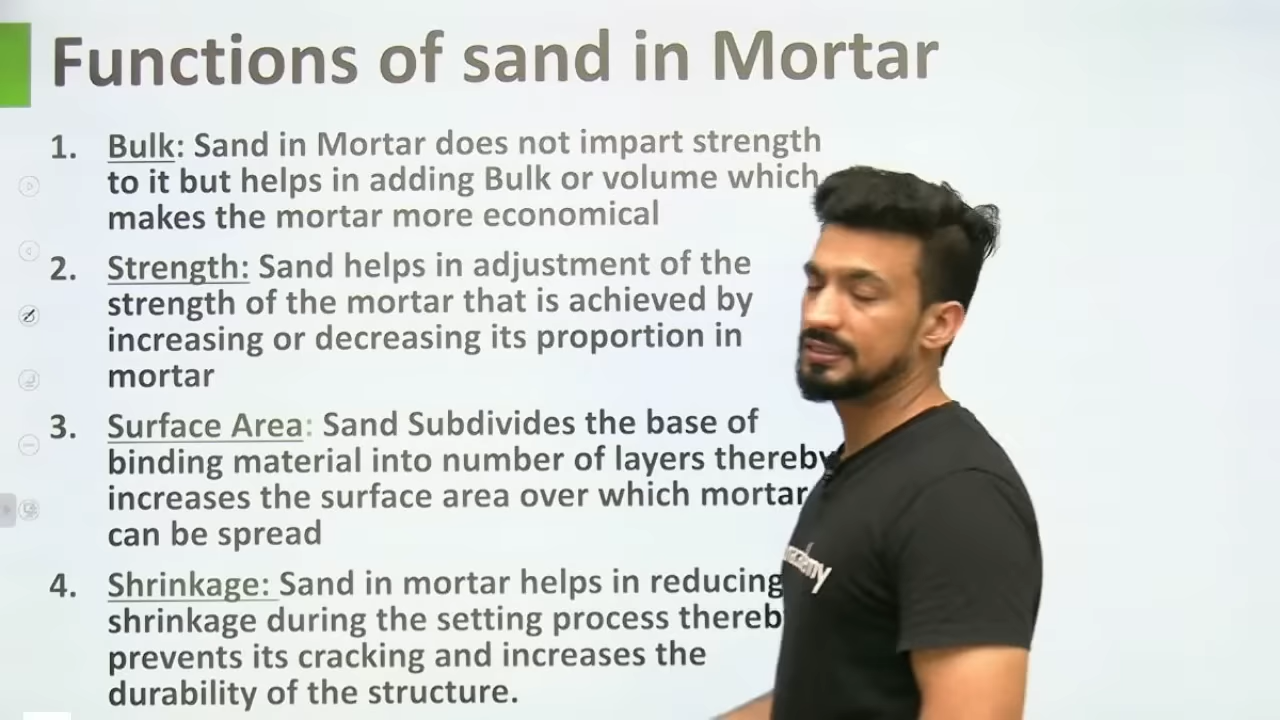 Functions of sand in Mortar
1. Bulk: Sand in Mortar does not impart strength
to it but helps in adding Bulk or volume which
makes the mortar more economical
2. Strength: Sand helps in adjustment of the
strength of the mortar that is achieved by
increasing or decreasing its proportion in
mortar
3. Surface Area: Sand Subdivides the base of
binding material into number of layers thereby
increases the surface area over which mortar
can be spread
4. Shrinkage: Sand in mortar helps in reducing
shrinkage during the setting process thereb
prevents its cracking and increases the
durability of the structure.